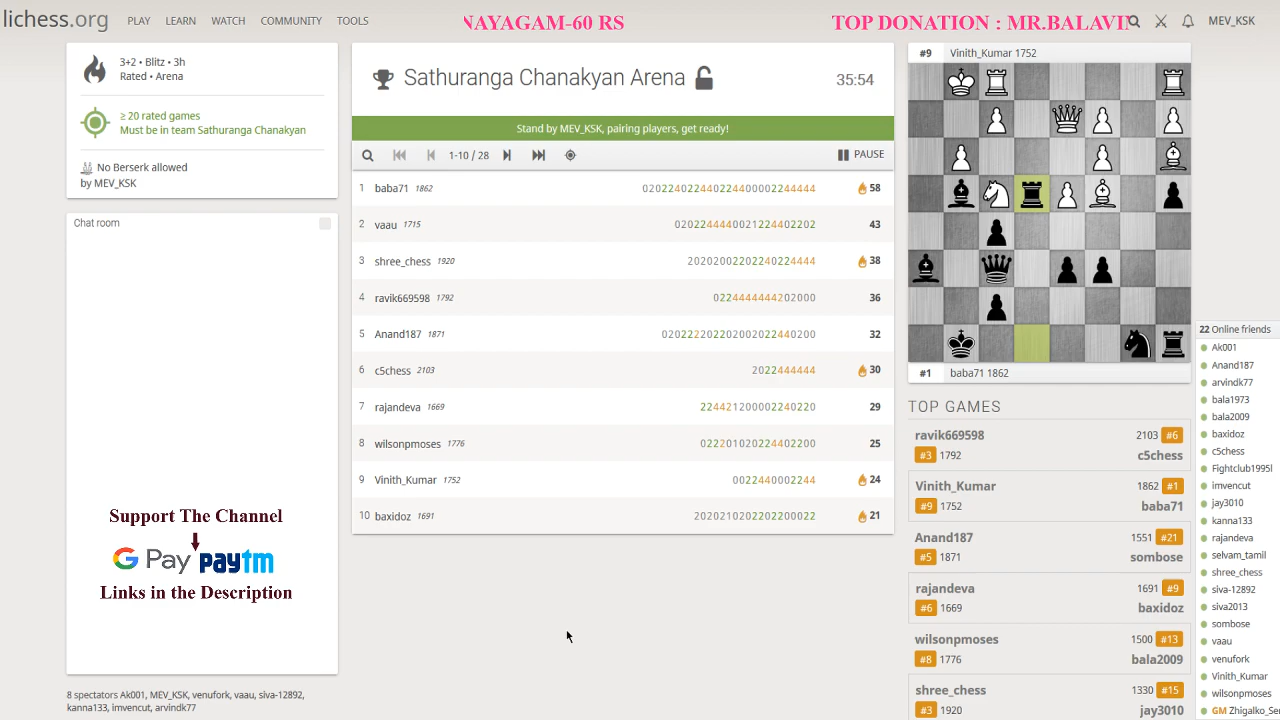 lichess.org
PLAY
LEARN
WATCH
COMMUNITY
TOOLS
NAYAGAM-60 RS
TOP DONATION : MR.BALAVI
MEV_KSK
3+2 • Blitz • 3h
Rated • Arena
≥ 20 rated games
Must be in team Sathuranga Chanakyan
No Berserk allowed
by MEV_KSK
Chat room
Support The Channel
G Pay paytm
Links in the Description
8 spectators Ak001, MEV_KSK, venufork, vaau, siva-12892,
kanna133, imvencut, arvindk77
Sathuranga Chanakyan Arena
35:54
Stand by MEV_KSK, pairing players, get ready!
1-10 / 28
PAUSE
1 baba71 1862 020224022440224400002244444 58
2 vaau 1715 0202244440021224402202 43
3 shree_chess 1920 20202002202240224444 38
4 ravik669598 1792 0224444444202000 36
5 Anand187 1871 020222202202002022440200 32
6 c5chess 2103 2022444444 30
7 rajandeva 1669 224421200002240220 29
8 wilsonpmoses 1776 022201020224402200 25
9 Vinith_Kumar 1752 0022440002244 24
10 baxidoz 1691 2020210202202200022 21
#9 Vinith_Kumar 1752
#1 baba71 1862
TOP GAMES
ravik669598 2103 #6
#3 1792 c5chess
Vinith_Kumar 1862 #1
#9 1752 baba71
Anand187 1551 #21
#5 1871 sombose
rajandeva 1691 #9
#6 1669 baxidoz
wilsonpmoses 1500 #13
#8 1776 bala2009
shree_chess 1330 #15
#3 1920 jay3010
22 Online friends
Ak001
Anand187
arvindk77
bala1973
bala2009
baxidoz
c5chess
Fightclub1995l
imvencut
jay3010
kanna133
rajandeva
selvam_tamil
shree_chess
siva-12892
siva2013
sombose
vaau
venufork
Vinith_Kumar
wilsonpmoses
GM Zhigalko_Se